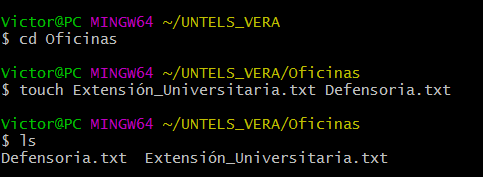 Victor@PC MINGW64 ~/UNTELS_VERA
$ cd Oficinas
Victor@PC MINGW64 ~/UNTELS_VERA/Oficinas
$ touch Extensión_Universitaria.txt Defensoria.txt
Victor@PC MINGW64 ~/UNTELS_VERA/Oficinas
$ ls
Defensoria.txt  Extensión_Universitaria.txt